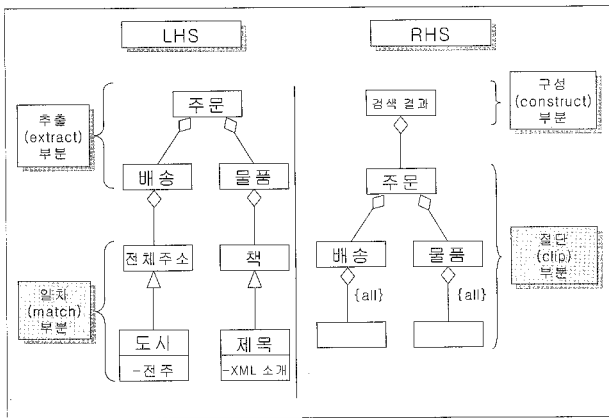 LHS
RHS
추출
(extract)
부분
주문
배송
물품
전체주소
책
일치
(match)
부분
도시
-전주
제목
-XML 소개
검색 결과
구성
(construct)
부분
주문
배송
물품
{all}
{all}
절단
(clip)
부분